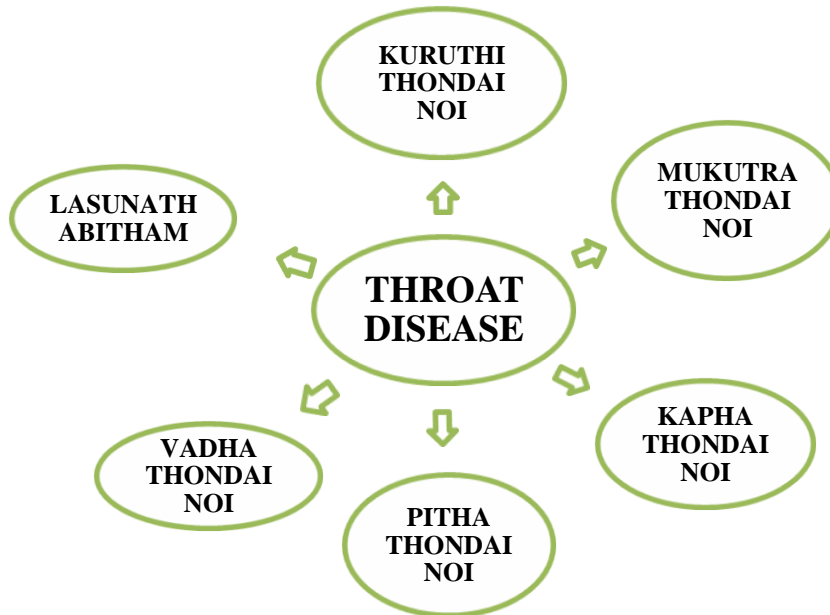 KURUTHI
THONDAI
NOI
MUKUTRA
THONDAI
NOI
LASUNATH
ABITHAM
THROAT
DISEASE
KAPHA
THONDAI
NOI
VADHA
THONDAI
NOI
PITHA
THONDAI
NOI